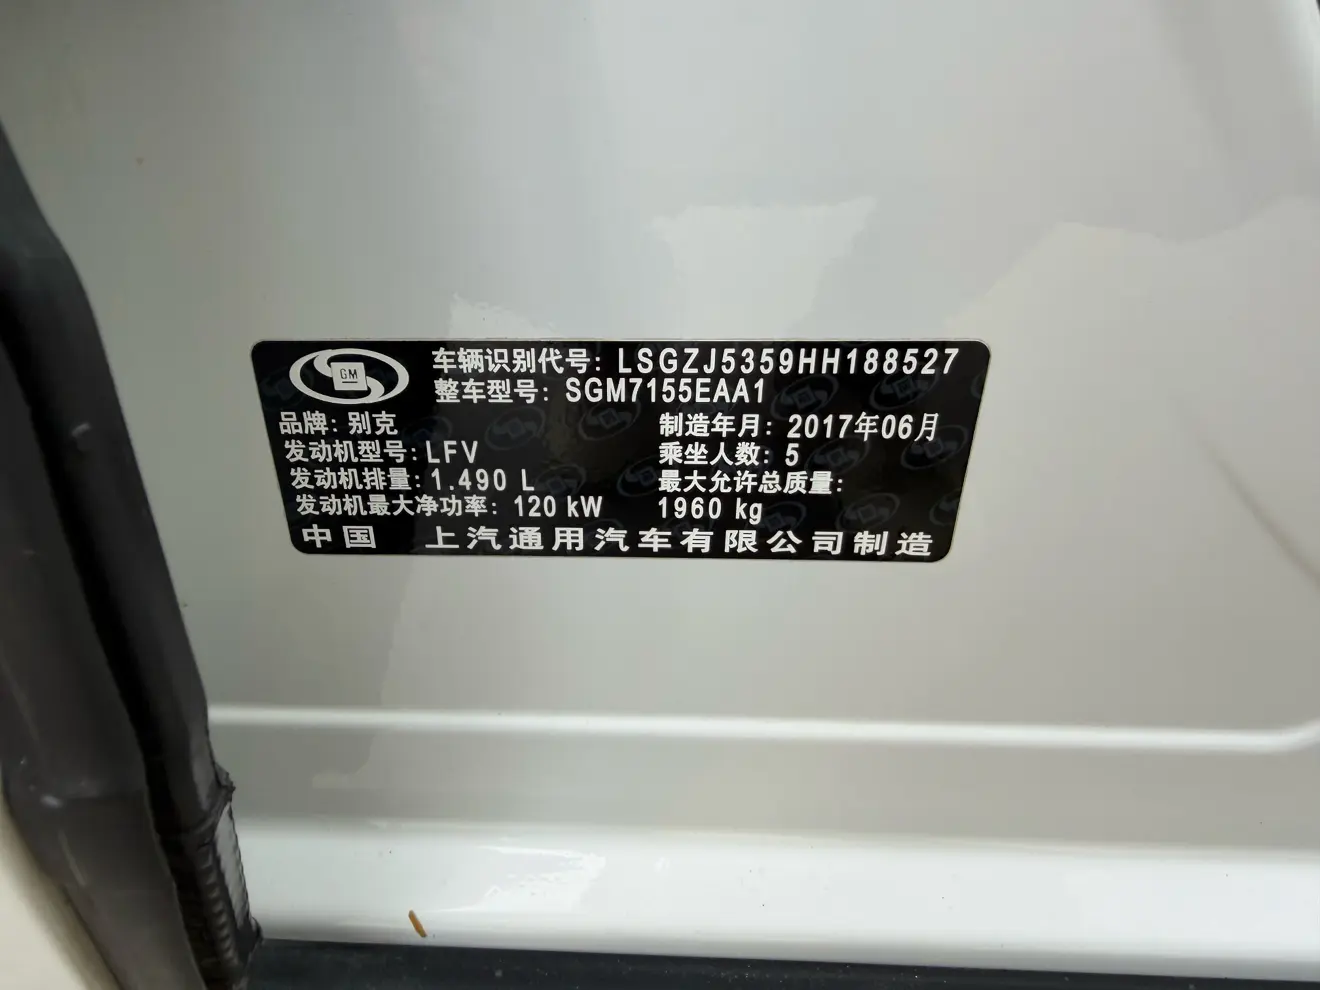 GM
车辆识别代号: LSGZJ5359HH188527
整车型号: SGM7155EAA1
品牌: 别克
制造年月: 2017年06月
发动机型号: LFV
乘坐人数: 5
发动机排量: 1.490 L
最大允许总质量:
发动机最大净功率: 120 kW
1960 kg
中国 上汽通用汽车有限公司制造